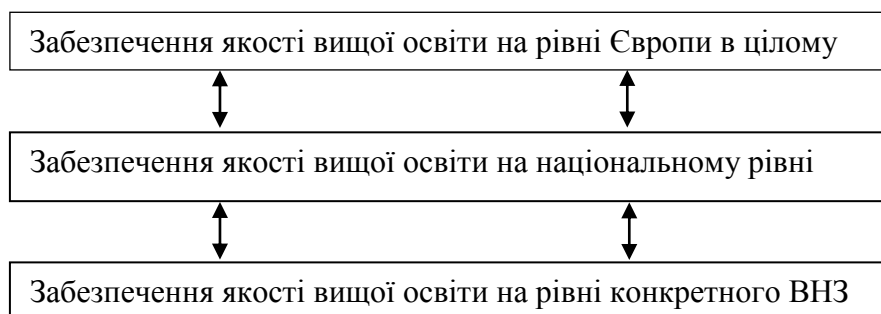 Забезпечення якості вищої освіти на рівні Європи в цілому
Забезпечення якості вищої освіти на національному рівні
Забезпечення якості вищої освіти на рівні конкретного ВНЗ